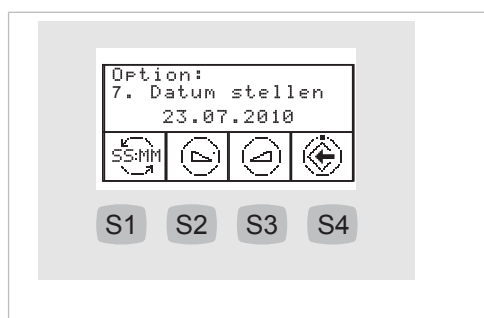 Option:
7. Datum stellen
23.07.2010
SS:MM
S1 S2 S3 S4